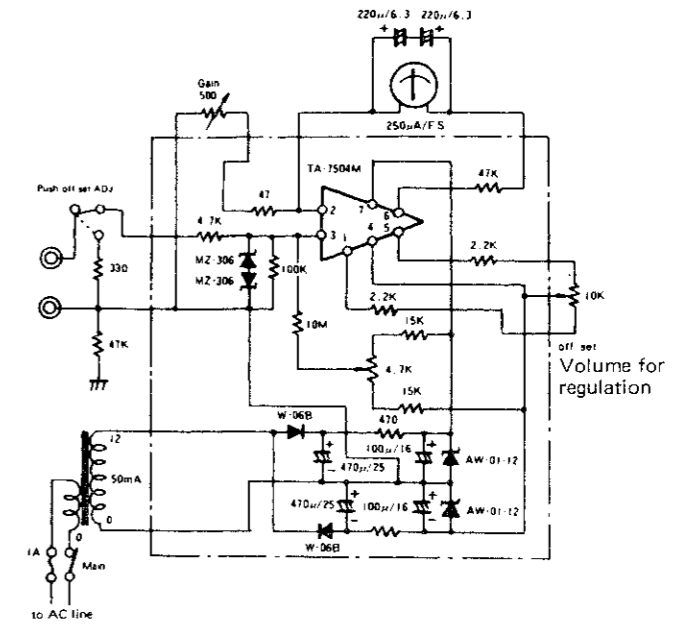 220μ/6.3 220μ/6.3
+ +
Gain
500
250μA/FS
TA-7504M
Push off set ADJ
47
47K
2
7
6
4.7K
3
4
5
1
2.2K
MZ-306
33Ω
MZ-306
100K
2.2K
10K
10M
15K
off set
47K
4.7K
Volume for
regulation
15K
W-06B
12
470
+
100μ/16
+
470μ/25
AW-01-12
50mA
470μ/25
+
100μ/16
+
AW-01-12
0
W-06B
0
1A
Main
to AC line